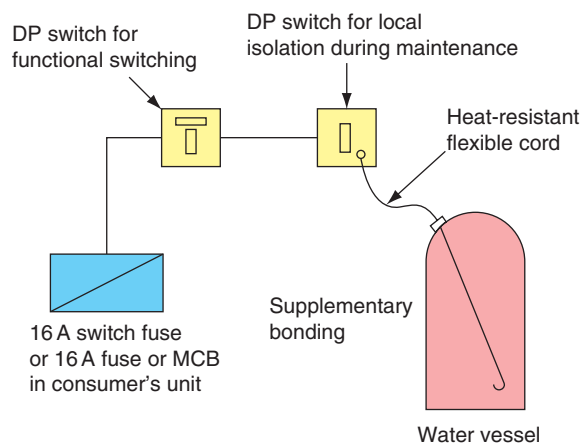 DP switch for
functional switching
DP switch for local
isolation during maintenance
Heat-resistant
flexible cord
16 A switch fuse
or 16 A fuse or MCB
in consumer's unit
Supplementary
bonding
Water vessel